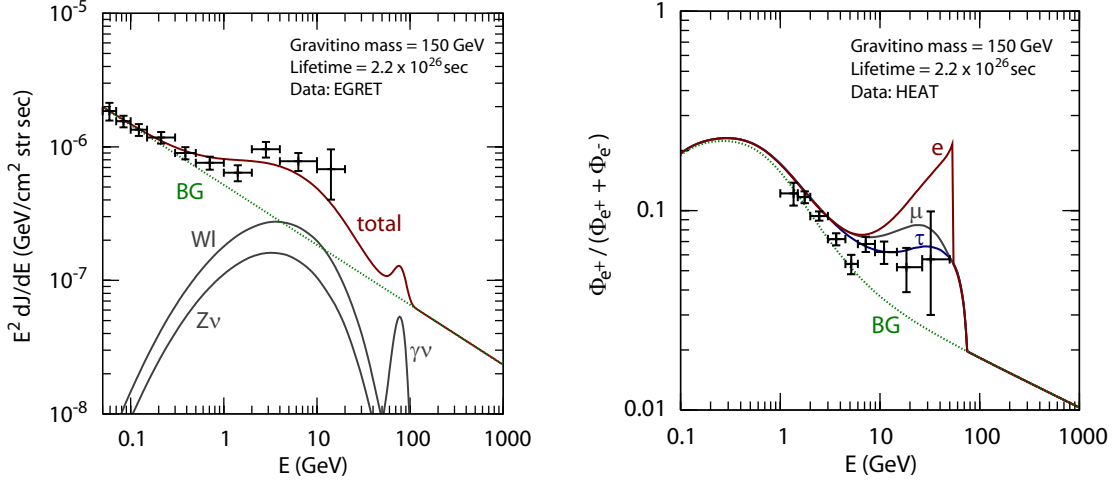 Gravitino mass = 150 GeV
Lifetime = 2.2 x 10^26 sec
Data: EGRET
BG
total
Wl
Zν
γν
10^-5
10^-6
10^-7
10^-8
0.1
1
10
100
1000
E (GeV)
E^2 dJ/dE (GeV/cm^2 str sec)
Gravitino mass = 150 GeV
Lifetime = 2.2 x 10^26 sec
Data: HEAT
e
μ
τ
BG
1
0.1
0.01
0.1
1
10
100
1000
E (GeV)
Φ_e+ / (Φ_e+ + Φ_e-)